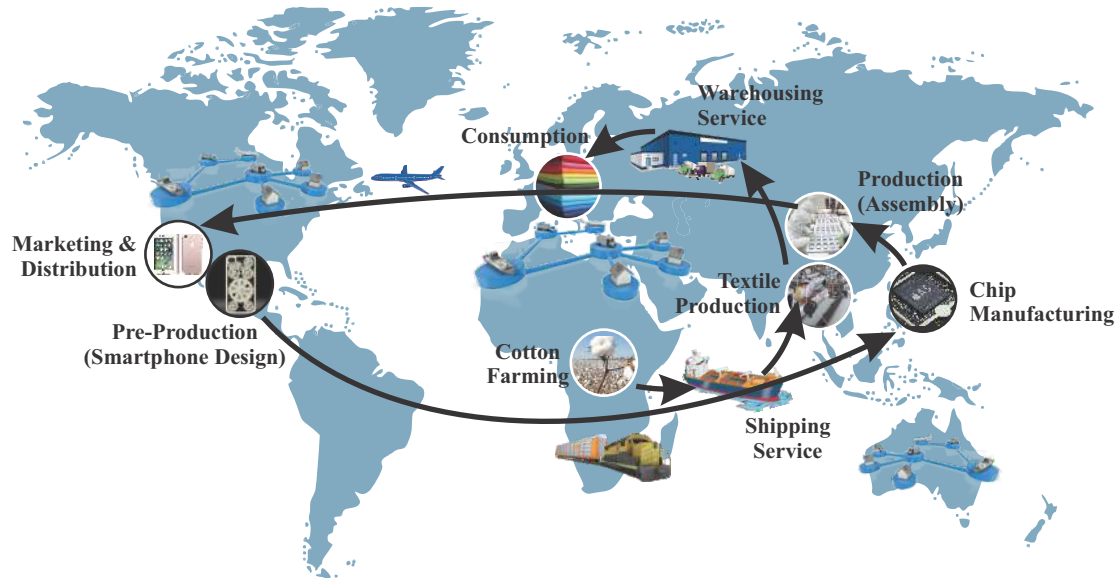 Warehousing
Service
Consumption
Production
(Assembly)
Marketing &
Distribution
Textile
Production
Chip
Manufacturing
Pre-Production
(Smartphone Design)
Cotton
Farming
Shipping
Service